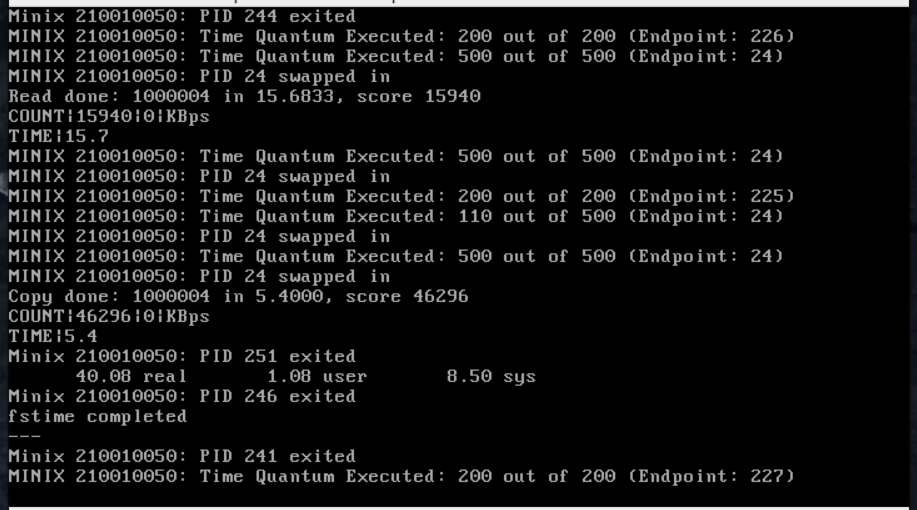 Minix 210010050: PID 244 exited
MINIX 210010050: Time Quantum Executed: 200 out of 200 (Endpoint: 226)
MINIX 210010050: Time Quantum Executed: 500 out of 500 (Endpoint: 24)
MINIX 210010050: PID 24 swapped in
Read done: 1000004 in 15.6833, score 15940
COUNT|15940|0|KBps
TIME|15.7
MINIX 210010050: Time Quantum Executed: 500 out of 500 (Endpoint: 24)
MINIX 210010050: PID 24 swapped in
MINIX 210010050: Time Quantum Executed: 200 out of 200 (Endpoint: 225)
MINIX 210010050: Time Quantum Executed: 110 out of 500 (Endpoint: 24)
MINIX 210010050: PID 24 swapped in
MINIX 210010050: Time Quantum Executed: 500 out of 500 (Endpoint: 24)
MINIX 210010050: PID 24 swapped in
Copy done: 1000004 in 5.4000, score 46296
COUNT|46296|0|KBps
TIME|5.4
Minix 210010050: PID 251 exited
40.08 real 1.08 user 8.50 sys
Minix 210010050: PID 246 exited
fstime completed
---
Minix 210010050: PID 241 exited
MINIX 210010050: Time Quantum Executed: 200 out of 200 (Endpoint: 227)